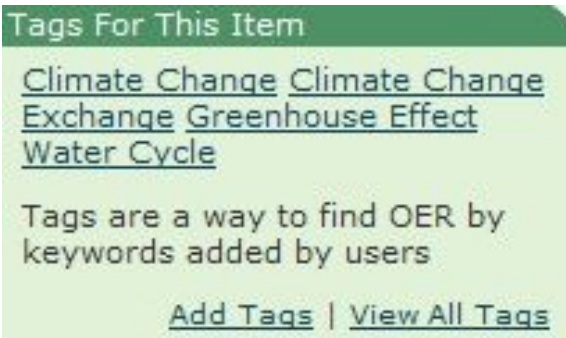 Tags For This Item
Climate Change Climate Change
Exchange Greenhouse Effect
Water Cycle
Tags are a way to find OER by
keywords added by users
Add Tags | View All Tags